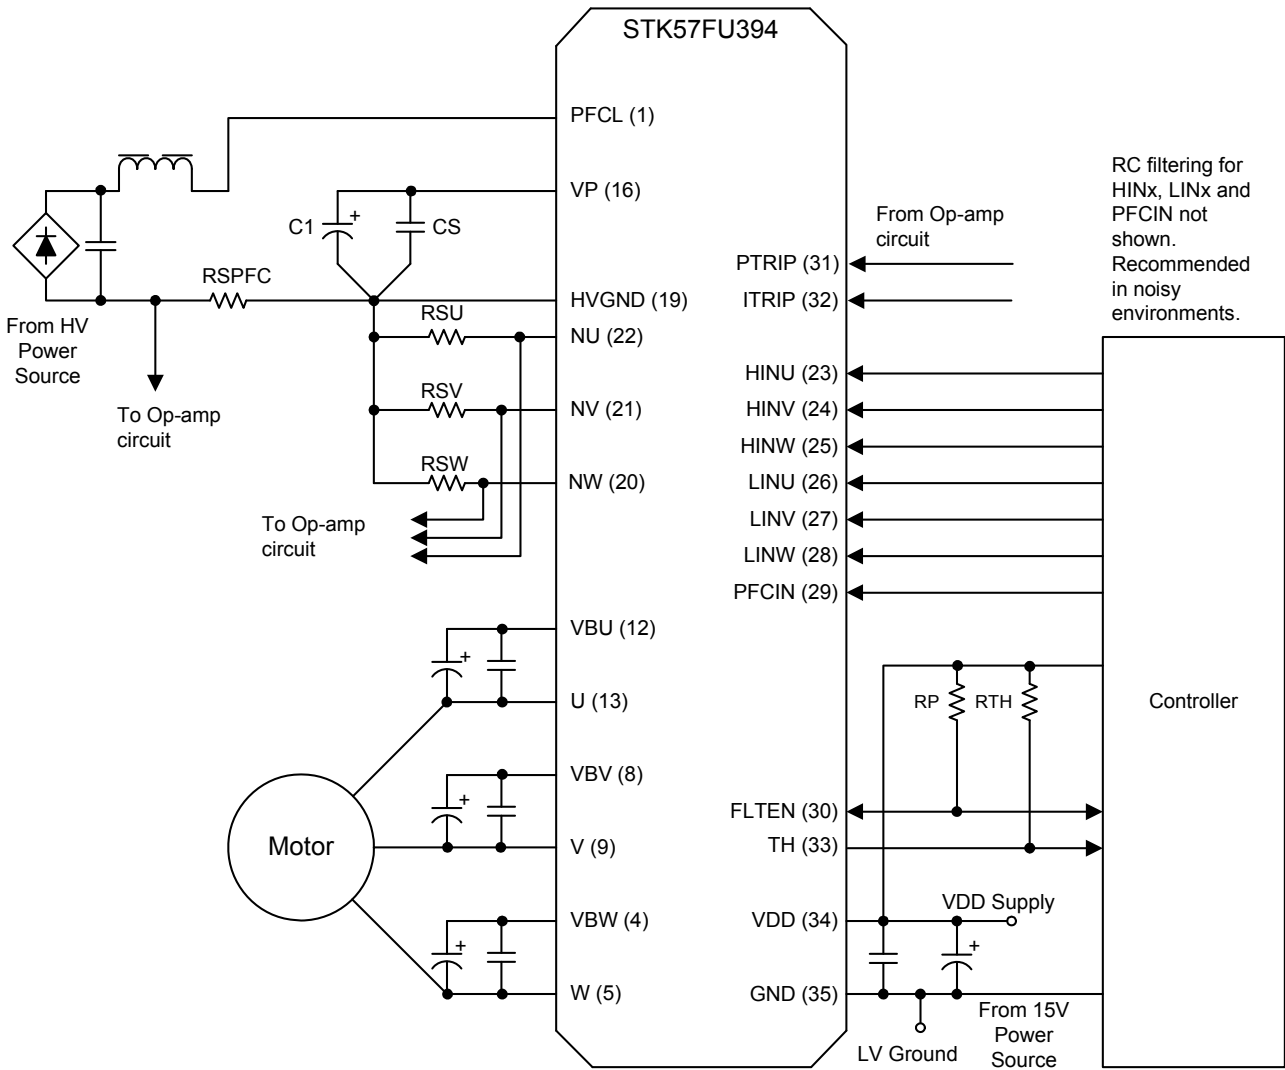 STK57FU394
PFCL (1)
VP (16)
C1
+
CS
RSPFC
HVGND (19)
From HV
Power
Source
To Op-amp
circuit
RSU
NU (22)
RSV
NV (21)
RSW
NW (20)
To Op-amp
circuit
VBU (12)
+
U (13)
VBV (8)
+
V (9)
Motor
VBW (4)
+
W (5)
From Op-amp
circuit
PTRIP (31)
ITRIP (32)
RC filtering for
HINx, LINx and
PFCIN not
shown.
Recommended
in noisy
environments.
HINU (23)
HINV (24)
HINW (25)
LINU (26)
LINV (27)
LINW (28)
PFCIN (29)
RP
RTH
Controller
FLTEN (30)
TH (33)
VDD (34)
VDD Supply
+
GND (35)
LV Ground
From 15V
Power
Source